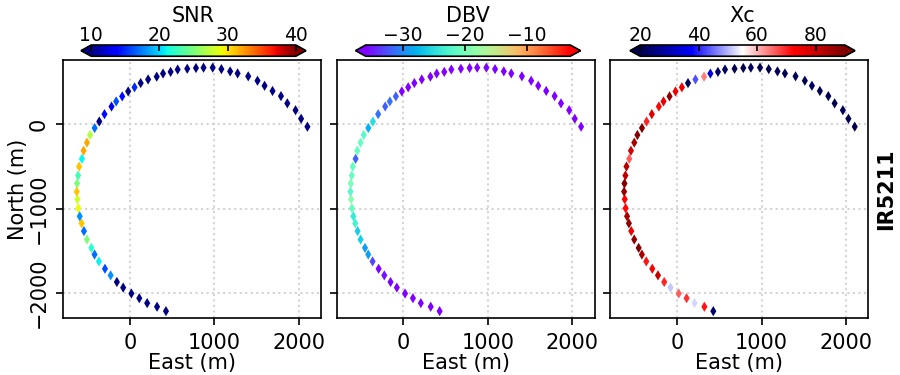 SNR DBV Xc
10 20 30 40 −30 −20 −10 20 40 60 80
North (m)
0
−1000
−2000
IR5211
0 1000 2000 0 1000 2000 0 1000 2000
East (m) East (m) East (m)